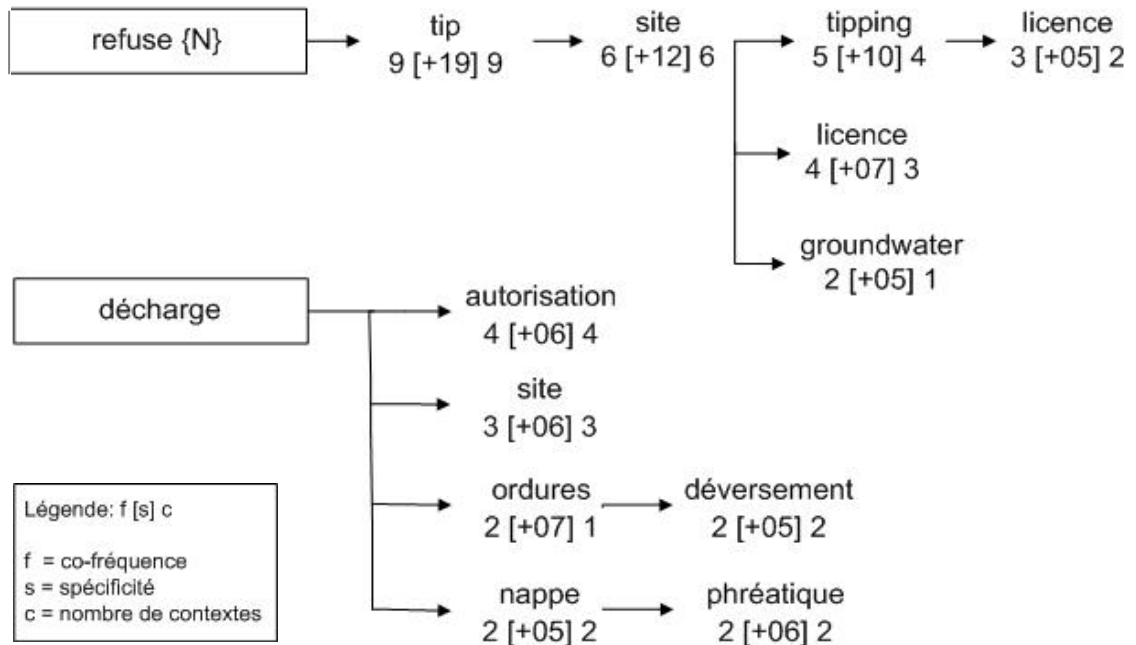 refuse {N}
tip
9 [+19] 9
site
6 [+12] 6
tipping
5 [+10] 4
licence
3 [+05] 2
licence
4 [+07] 3
groundwater
2 [+05] 1
décharge
autorisation
4 [+06] 4
site
3 [+06] 3
ordures
2 [+07] 1
déversement
2 [+05] 2
nappe
2 [+05] 2
phréatique
2 [+06] 2
Légende: f [s] c
f = co-fréquence
s = spécificité
c = nombre de contextes